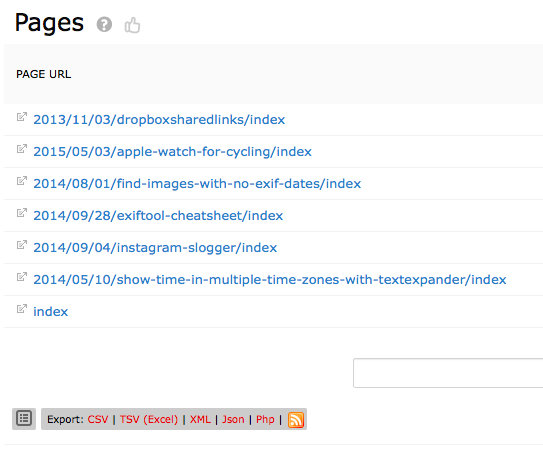 Pages
PAGE URL
2013/11/03/dropboxsharedlinks/index
2015/05/03/apple-watch-for-cycling/index
2014/08/01/find-images-with-no-exif-dates/index
2014/09/28/exiftool-cheatsheet/index
2014/09/04/instagram-slogger/index
2014/05/10/show-time-in-multiple-time-zones-with-textexpander/index
index
Export: CSV | TSV (Excel) | XML | Json | Php |